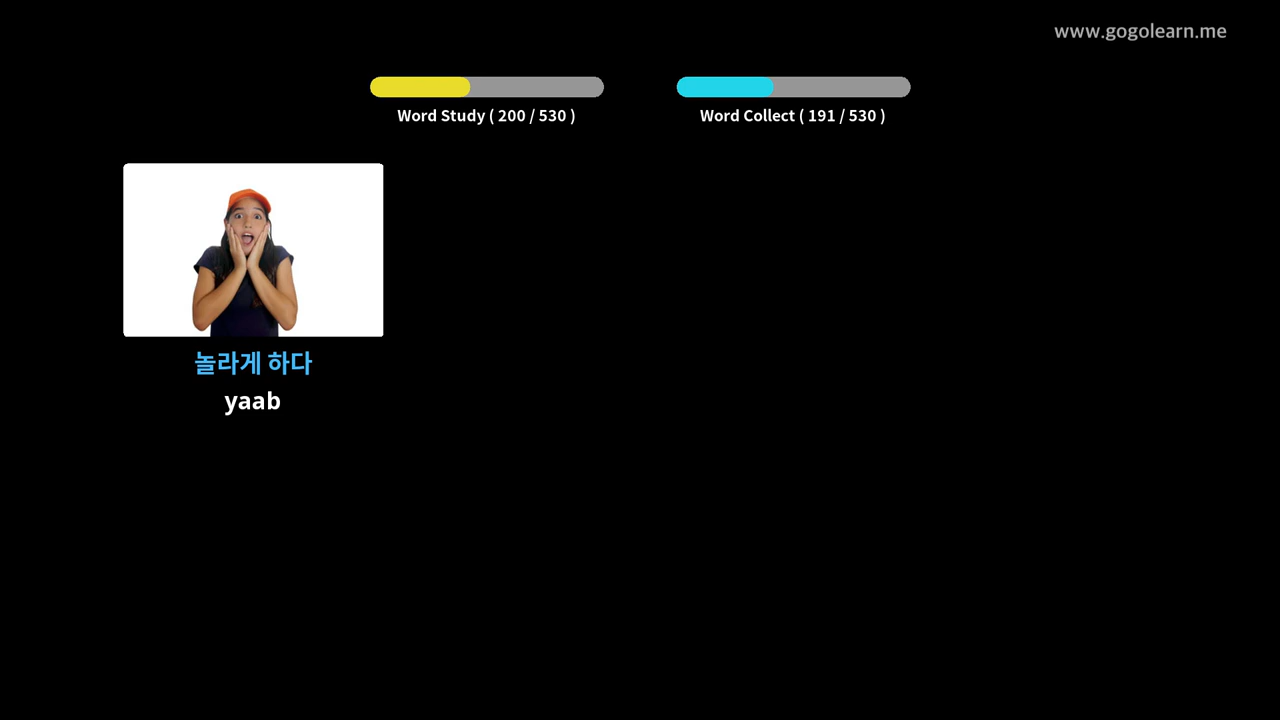 www.gogolearn.me
Word Study ( 200 / 530 )
Word Collect ( 191 / 530 )
놀라게 하다
yaab